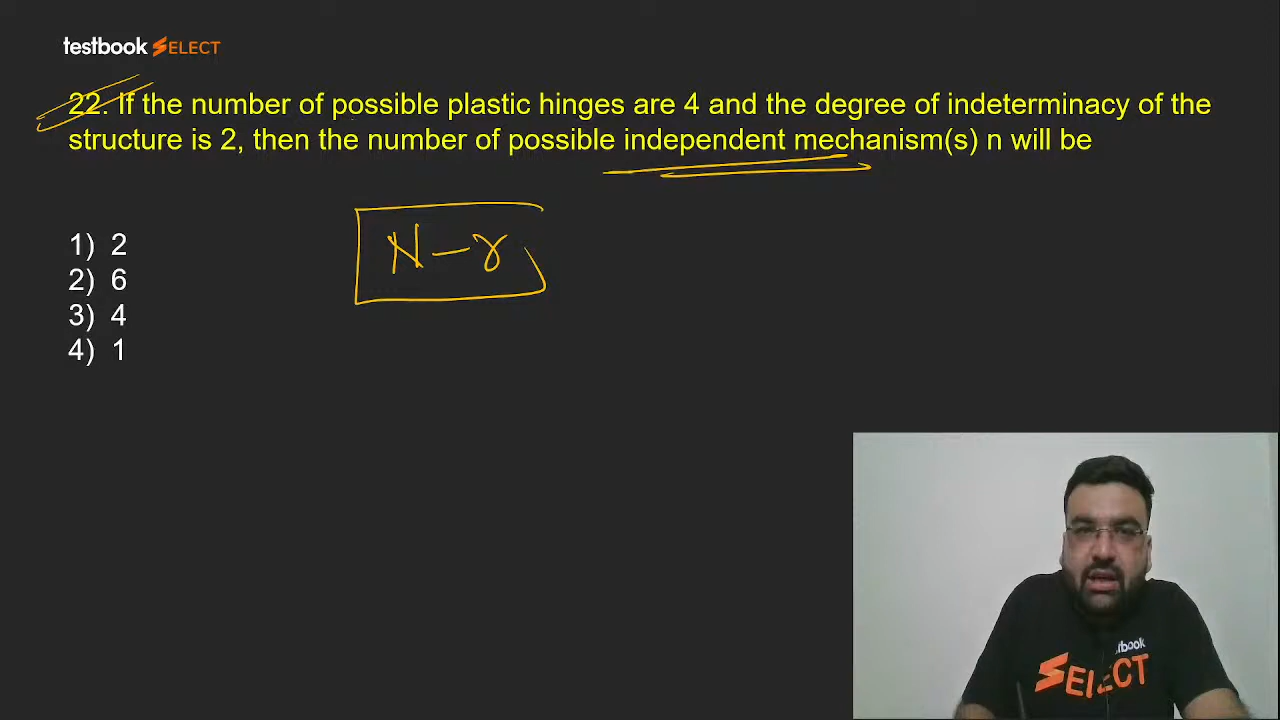 testbook SELECT
22. If the number of possible plastic hinges are 4 and the degree of indeterminacy of the
structure is 2, then the number of possible independent mechanism(s) n will be
N - r
1) 2
2) 6
3) 4
4) 1
tbook
SELECT